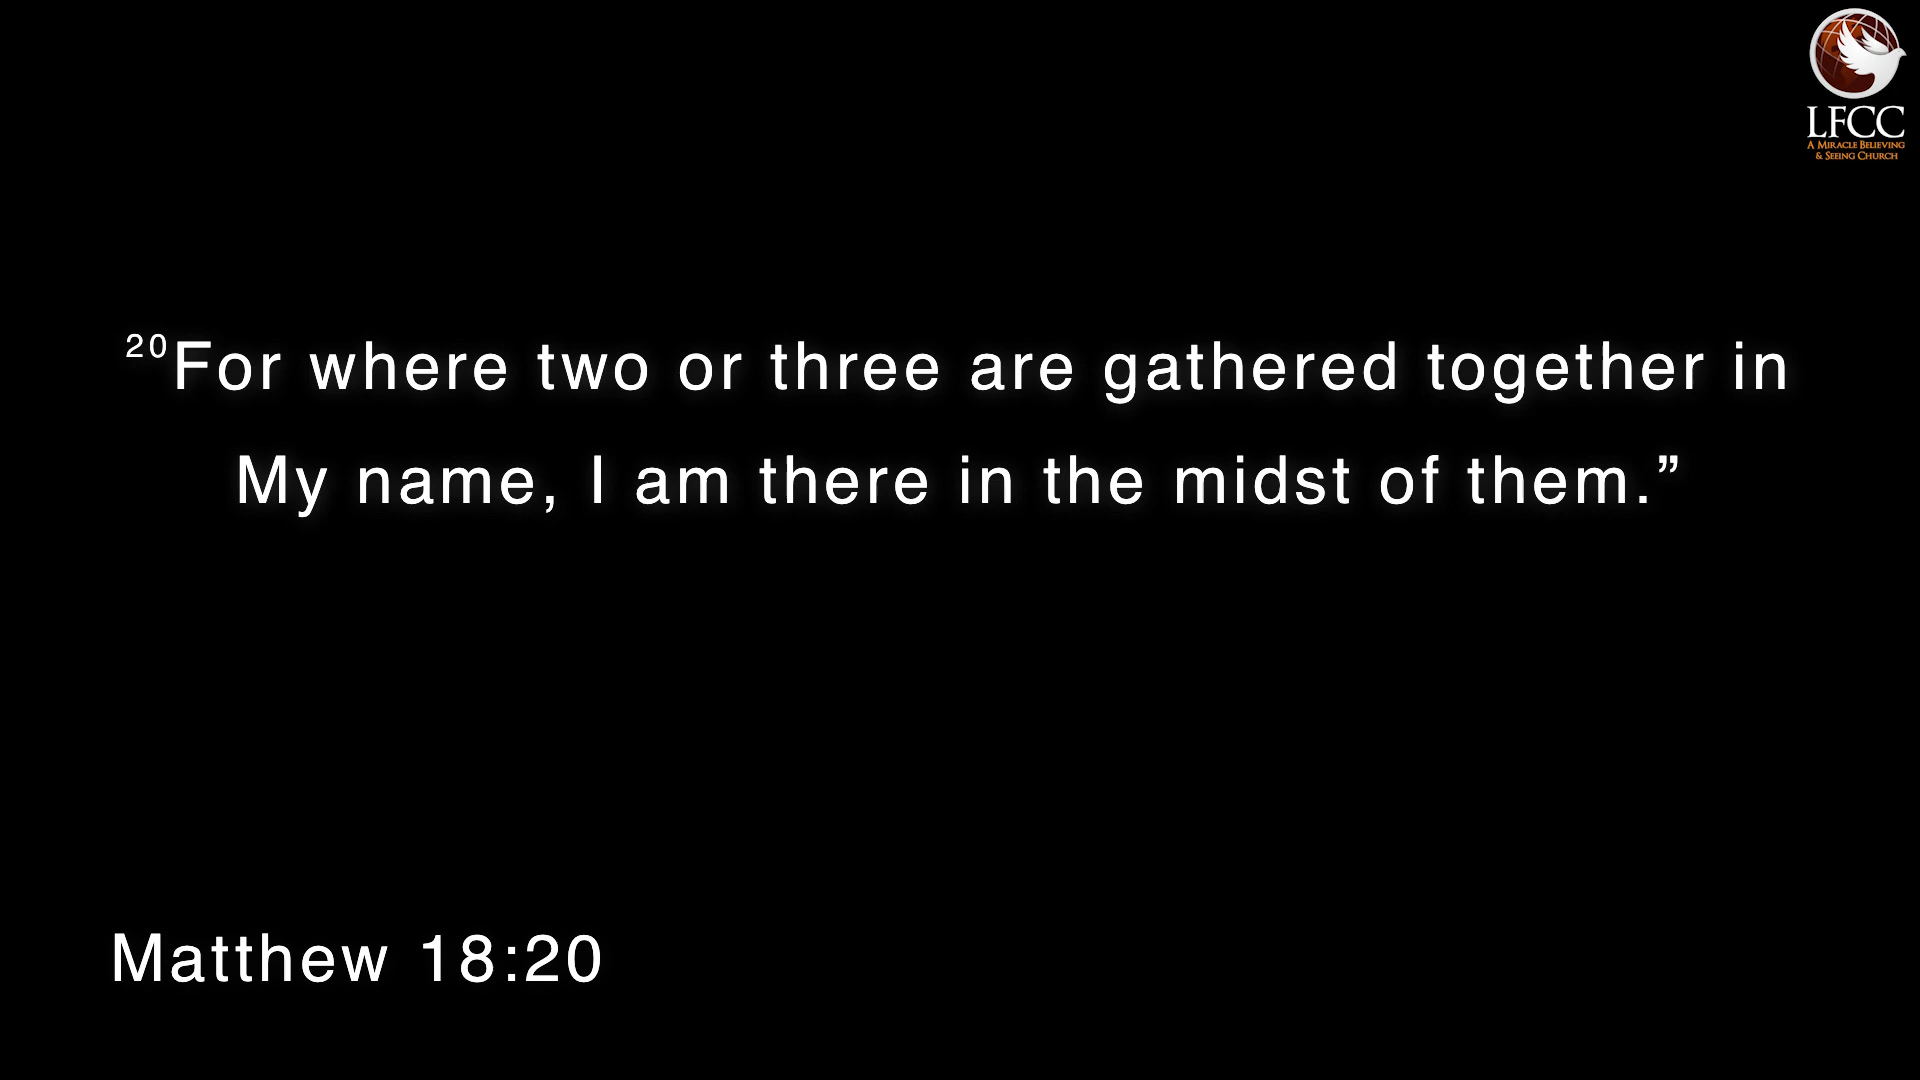 LFCC
A MIRACLE BELIEVING
& SEEING CHURCH
²⁰For where two or three are gathered together in
My name, I am there in the midst of them.”
Matthew 18:20